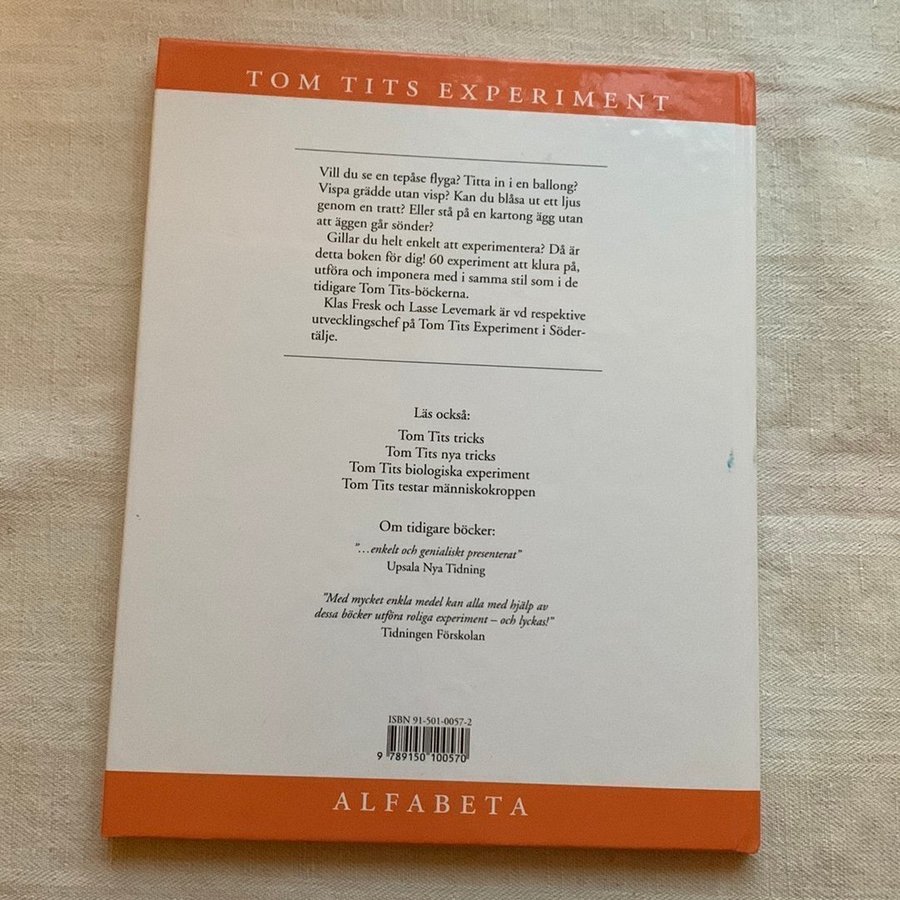 TOM TITS EXPERIMENT
Vill du se en tepåse flyga? Titta in i en ballong?
Vispa grädde utan visp? Kan du blåsa ut ett ljus
genom en tratt? Eller stå på en kartong ägg utan
att äggen går sönder?
Gillar du helt enkelt att experimentera? Då är
detta boken för dig! 60 experiment att klura på,
utföra och imponera med i samma stil som i de
tidigare Tom Tits-böckerna.
Klas Fresk och Lasse Levemark är vd respektive
utvecklingschef på Tom Tits Experiment i Söder-
tälje.
Läs också:
Tom Tits tricks
Tom Tits nya tricks
Tom Tits biologiska experiment
Tom Tits testar människokroppen
Om tidigare böcker:
"…enkelt och genialiskt presenterat"
Upsala Nya Tidning
"Med mycket enkla medel kan alla med hjälp av
dessa böcker utföra roliga experiment – och lyckas!"
Tidningen Förskolan
ISBN 91-501-0057-2
9 789150 100570
ALFABETA